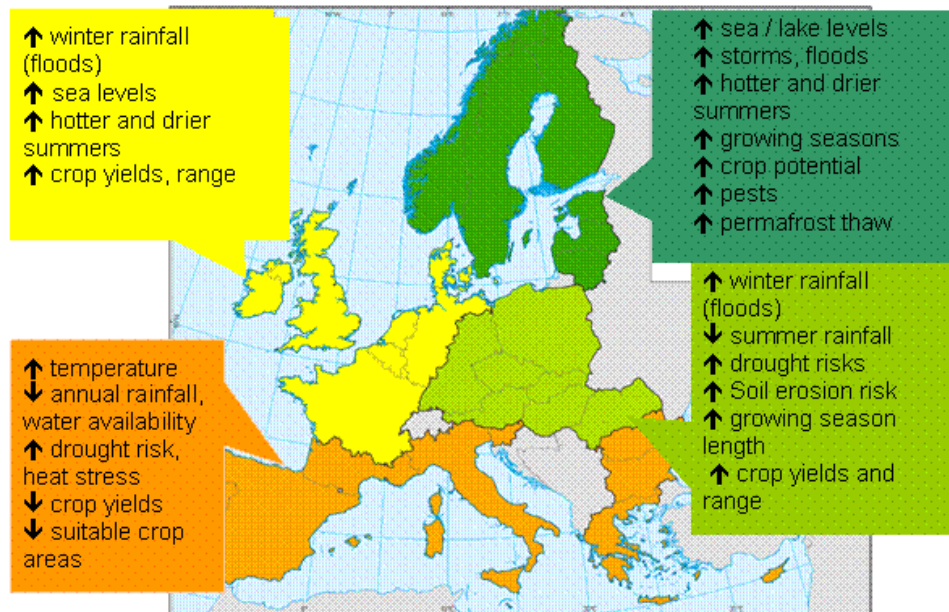 ↑ winter rainfall
(floods)
↑ sea levels
↑ hotter and drier
summers
↑ crop yields, range
↑ sea / lake levels
↑ storms, floods
↑ hotter and drier
summers
↑ growing seasons
↑ crop potential
↑ pests
↑ permafrost thaw
↑ temperature
↓ annual rainfall,
water availability
↑ drought risk,
heat stress
↓ crop yields
↓ suitable crop
areas
↑ winter rainfall
(floods)
↓ summer rainfall
↑ drought risks
↑ Soil erosion risk
↑ growing season
length
↑ crop yields and
range